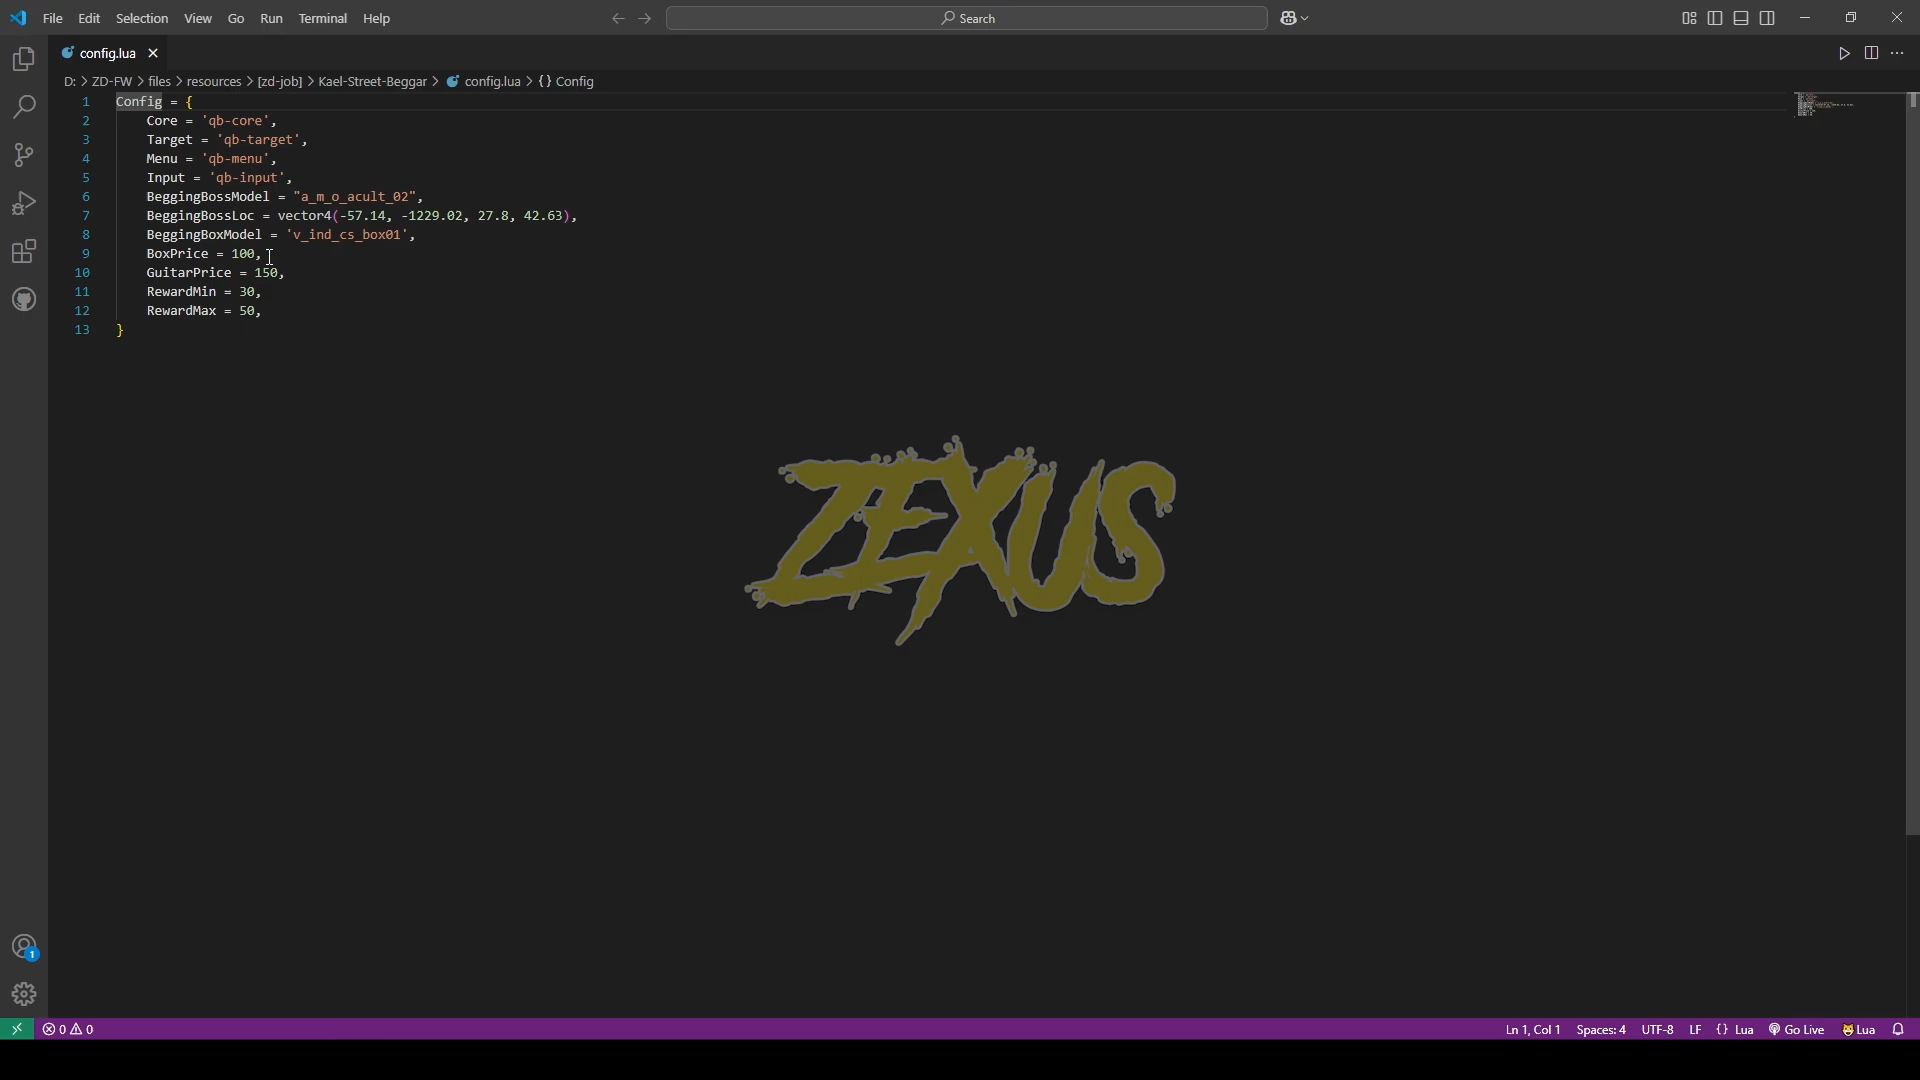 File Edit Selection View Go Run Terminal Help
Search
config.lua
D: > ZD-FW > files > resources > [zd-job] > Kael-Street-Beggar > config.lua > {} Config
1 Config = {
2 Core = 'qb-core',
3 Target = 'qb-target',
4 Menu = 'qb-menu',
5 Input = 'qb-input',
6 BeggingBossModel = "a_m_o_acult_02",
7 BeggingBossLoc = vector4(-57.14, -1229.02, 27.8, 42.63),
8 BeggingBoxModel = 'v_ind_cs_box01',
9 BoxPrice = 100,
10 GuitarPrice = 150,
11 RewardMin = 30,
12 RewardMax = 50,
13 }
ZEXUS
1
0 0 Ln 1, Col 1 Spaces: 4 UTF-8 LF {} Lua Go Live Lua